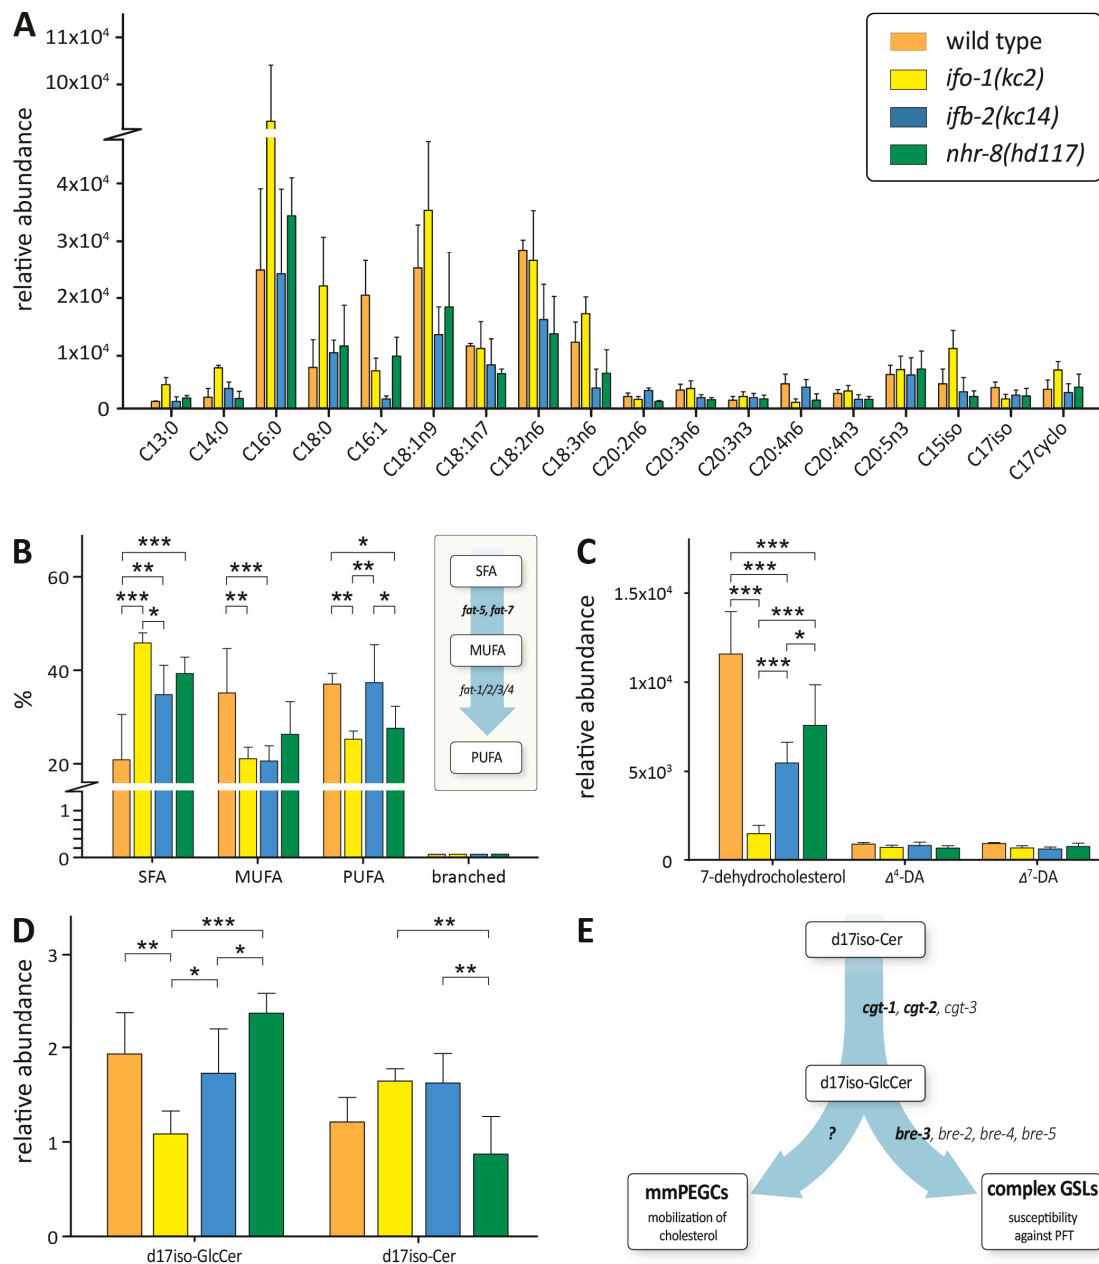 A
relative abundance
11x10⁴
10x10⁴
4x10⁴
3x10⁴
2x10⁴
1x10⁴
0
C13:0
C14:0
C16:0
C18:0
C16:1
C18:1n9
C18:1n7
C18:2n6
C18:3n6
C20:2n6
C20:3n6
C20:3n3
C20:4n6
C20:4n3
C20:5n3
C15iso
C17iso
C17cyclo
wild type
ifo-1(kc2)
ifb-2(kc14)
nhr-8(hd117)
B
%
60
40
20
1
0
***
**
***
*
***
**
*
**
**
*
SFA
MUFA
PUFA
branched
SFA
fat-5, fat-7
MUFA
fat-1/2/3/4
PUFA
C
relative abundance
1.5x10⁴
1x10⁴
5x10³
0
***
***
***
***
*
***
7-dehydrocholesterol
Δ⁴-DA
Δ⁷-DA
D
relative abundance
3
2
1
0
***
**
*
*
**
**
d17iso-GlcCer
d17iso-Cer
E
d17iso-Cer
cgt-1, cgt-2, cgt-3
d17iso-GlcCer
?
bre-3, bre-2, bre-4, bre-5
mmPEGCs
mobilization of
cholesterol
complex GSLs
susceptibility
against PFT